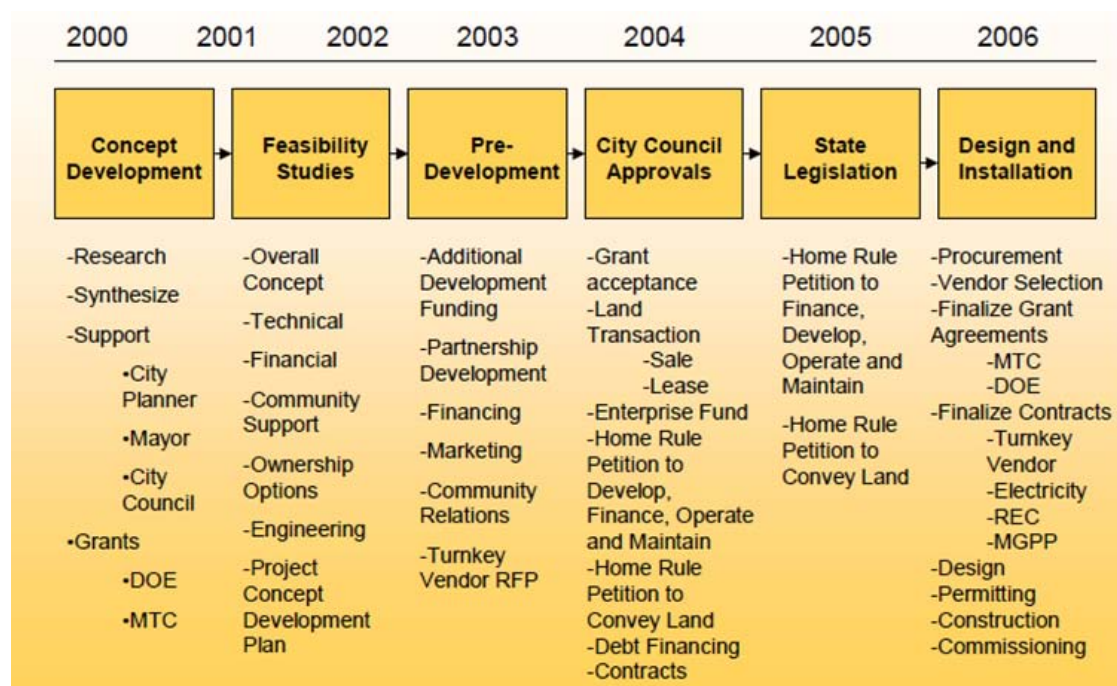 2000 2001 2002 2003 2004 2005 2006
Concept
Development
Feasibility
Studies
Pre-
Development
City Council
Approvals
State
Legislation
Design and
Installation
-Research
-Synthesize
-Support
•City
Planner
•Mayor
•City
Council
•Grants
•DOE
•MTC
-Overall
Concept
-Technical
-Financial
-Community
Support
-Ownership
Options
-Engineering
-Project
Concept
Development
Plan
-Additional
Development
Funding
-Partnership
Development
-Financing
-Marketing
-Community
Relations
-Turnkey
Vendor RFP
-Grant
acceptance
-Land
Transaction
-Sale
-Lease
-Enterprise Fund
-Home Rule
Petition to
Develop,
Finance, Operate
and Maintain
-Home Rule
Petition to
Convey Land
-Debt Financing
-Contracts
-Home Rule
Petition to
Finance,
Develop,
Operate and
Maintain
-Home Rule
Petition to
Convey Land
-Procurement
-Vendor Selection
-Finalize Grant
Agreements
-MTC
-DOE
-Finalize Contracts
-Turnkey
Vendor
-Electricity
-REC
-MGPP
-Design
-Permitting
-Construction
-Commissioning